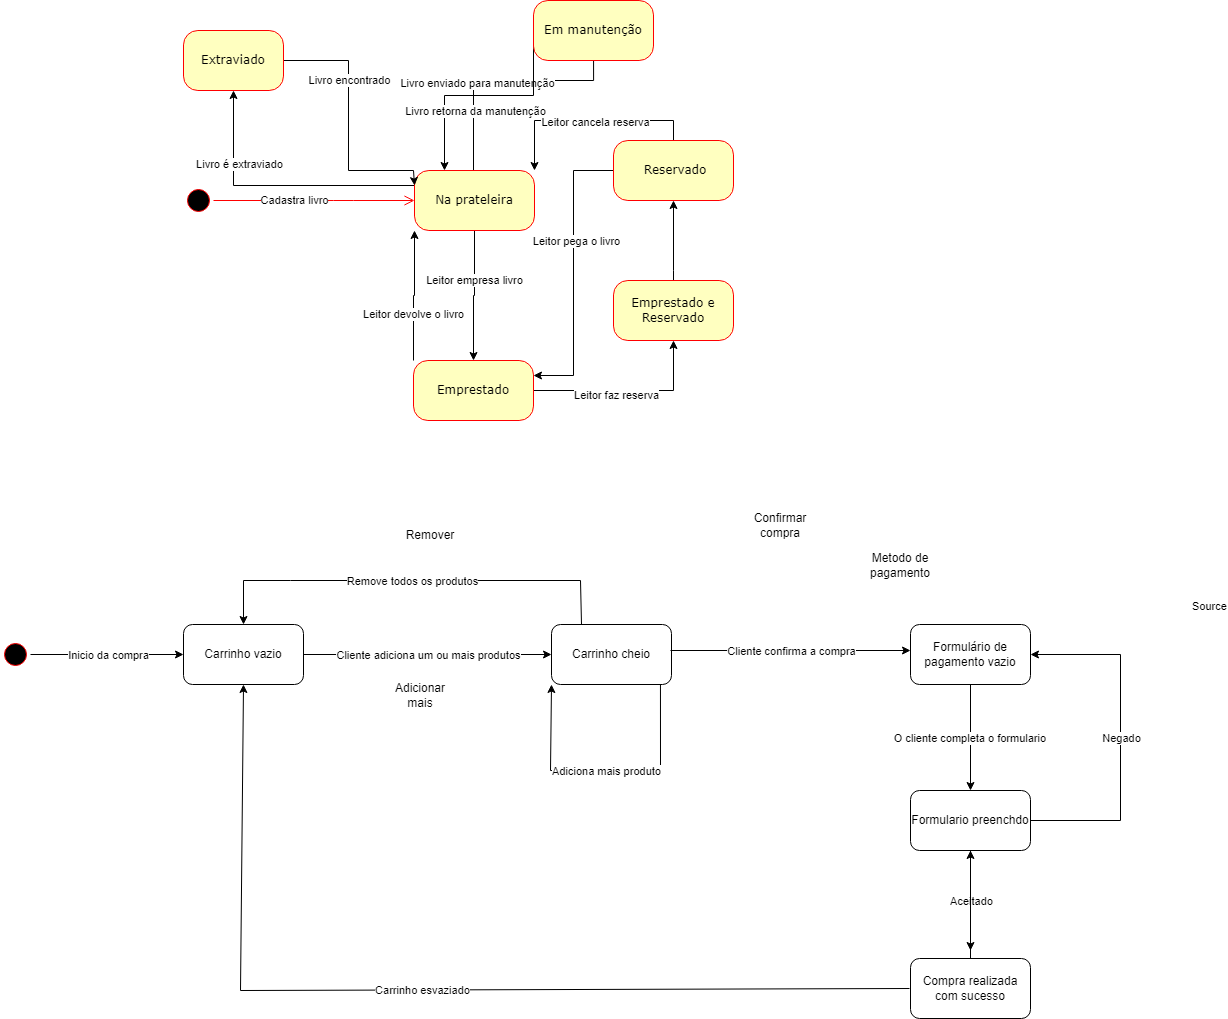 Em manutenção
Extraviado
Livro encontrado
Livro enviado para manutenção
Livro retorna da manutenção
Leitor cancela reserva
Livro é extraviado
Reservado
Cadastra livro
Na prateleira
Leitor pega o livro
Leitor empresa livro
Emprestado e
Reservado
Leitor devolve o livro
Emprestado
Leitor faz reserva
Confirmar
compra
Remover
Metodo de
pagamento
Remove todos os produtos
Source
Inicio da compra
Carrinho vazio
Cliente adiciona um ou mais produtos
Carrinho cheio
Cliente confirma a compra
Formulário de
pagamento vazio
Adicionar
mais
O cliente completa o formulario
Negado
Adiciona mais produto
Formulario preenchdo
Aceitado
Compra realizada
com sucesso
Carrinho esvaziado